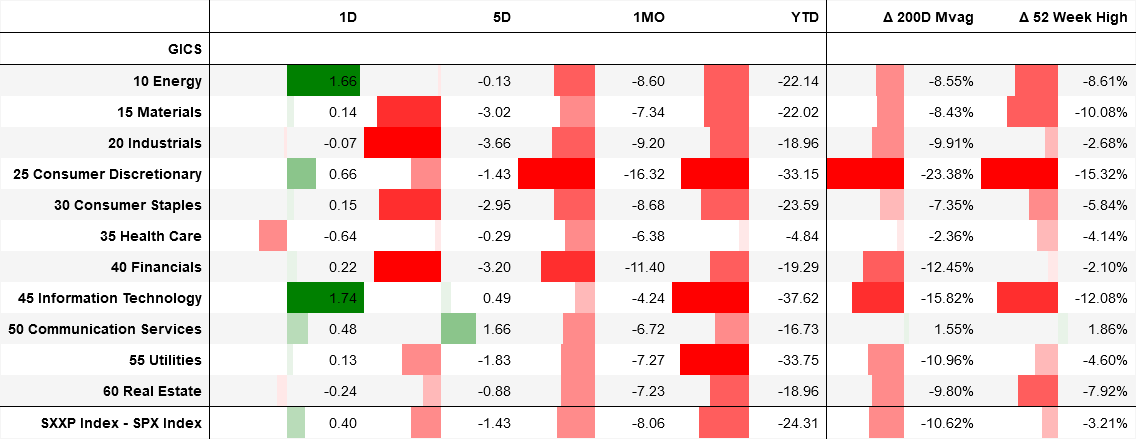 1D 5D 1MO YTD Δ 200D Mvag Δ 52 Week High
GICS
10 Energy 1.66 -0.13 -8.60 -22.14 -8.55% -8.61%
15 Materials 0.14 -3.02 -7.34 -22.02 -8.43% -10.08%
20 Industrials -0.07 -3.66 -9.20 -18.96 -9.91% -2.68%
25 Consumer Discretionary 0.66 -1.43 -16.32 -33.15 -23.38% -15.32%
30 Consumer Staples 0.15 -2.95 -8.68 -23.59 -7.35% -5.84%
35 Health Care -0.64 -0.29 -6.38 -4.84 -2.36% -4.14%
40 Financials 0.22 -3.20 -11.40 -19.29 -12.45% -2.10%
45 Information Technology 1.74 0.49 -4.24 -37.62 -15.82% -12.08%
50 Communication Services 0.48 1.66 -6.72 -16.73 1.55% 1.86%
55 Utilities 0.13 -1.83 -7.27 -33.75 -10.96% -4.60%
60 Real Estate -0.24 -0.88 -7.23 -18.96 -9.80% -7.92%
SXXP Index - SPX Index 0.40 -1.43 -8.06 -24.31 -10.62% -3.21%